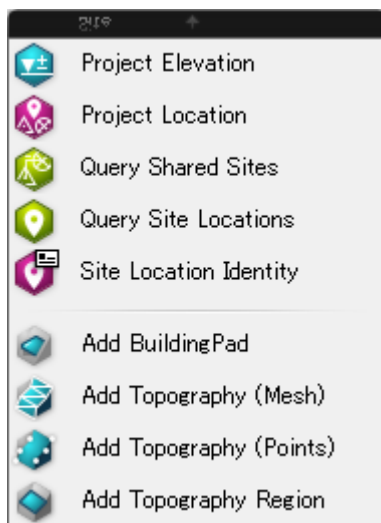 Site
Project Elevation
Project Location
Query Shared Sites
Query Site Locations
Site Location Identity
Add BuildingPad
Add Topography (Mesh)
Add Topography (Points)
Add Topography Region